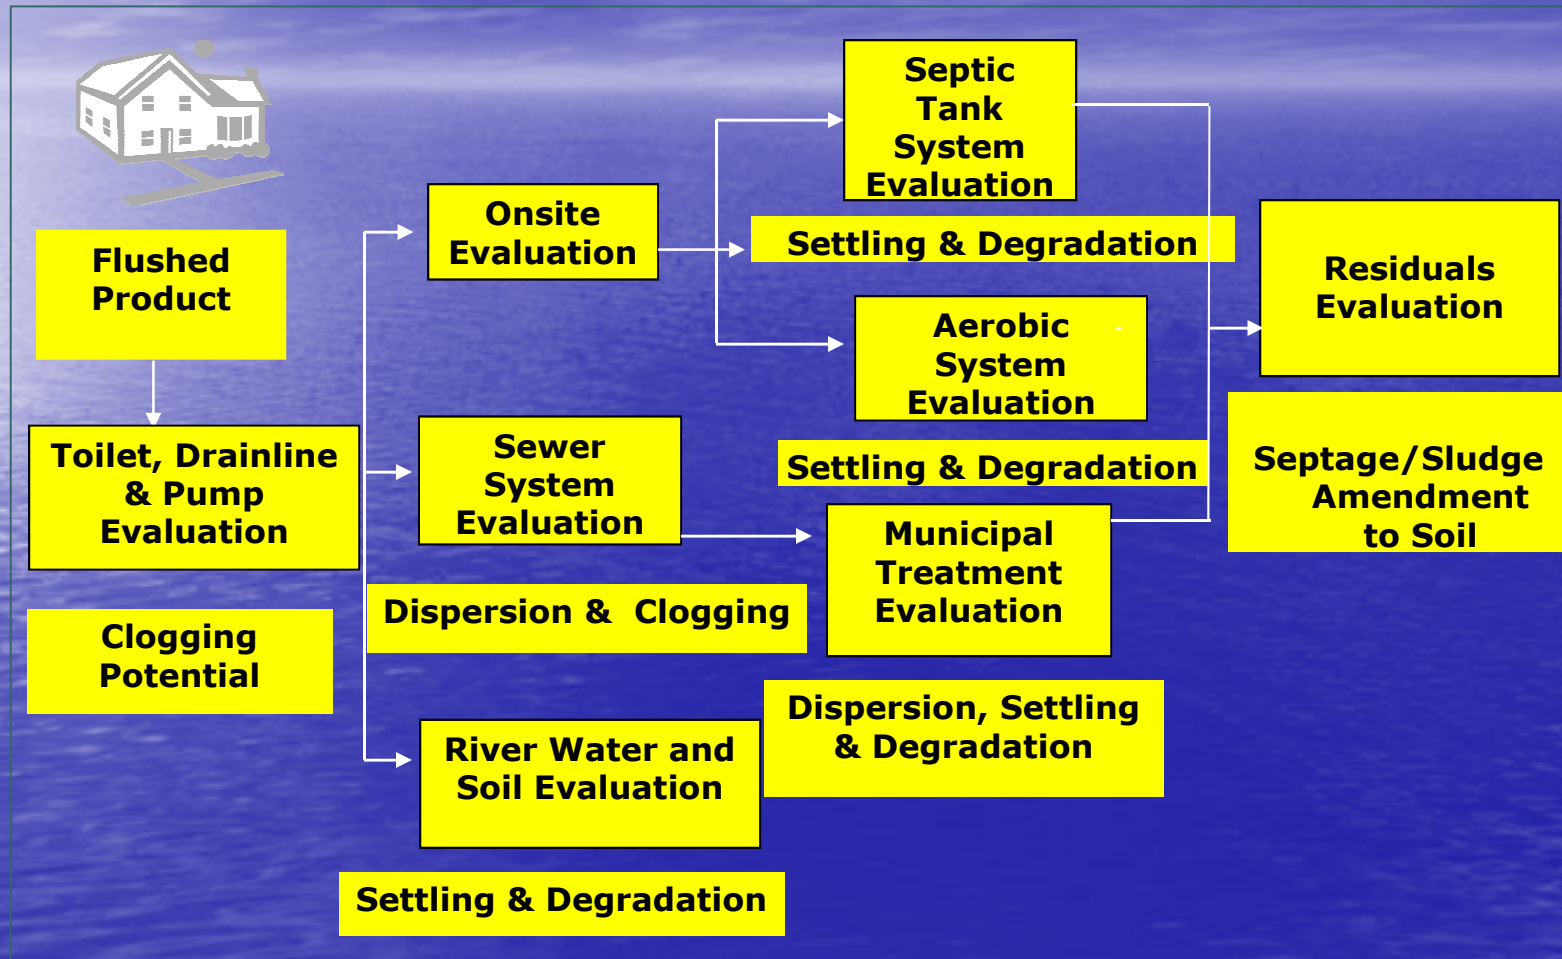 Flushed
Product
Toilet, Drainline
& Pump
Evaluation
Clogging
Potential
Onsite
Evaluation
Sewer
System
Evaluation
Dispersion &  Clogging
River Water and
Soil Evaluation
Settling & Degradation
Septic
Tank
System
Evaluation
Settling & Degradation
Aerobic
System
Evaluation
Settling & Degradation
Municipal
Treatment
Evaluation
Dispersion, Settling
& Degradation
Residuals
Evaluation
Septage/Sludge
Amendment
to Soil